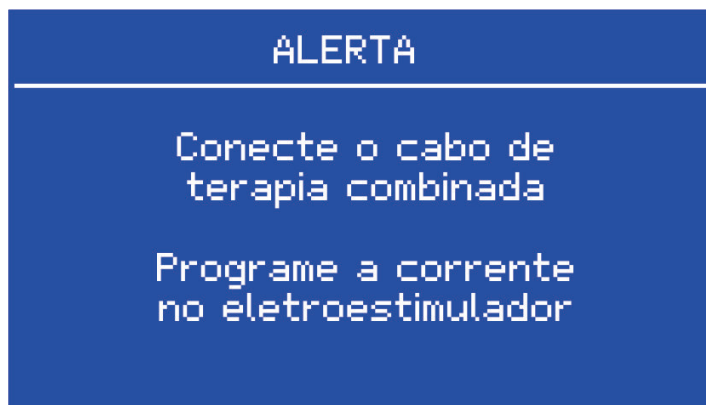 ALERTA
Conecte o cabo de
terapia combinada
Programe a corrente
no eletroestimulador